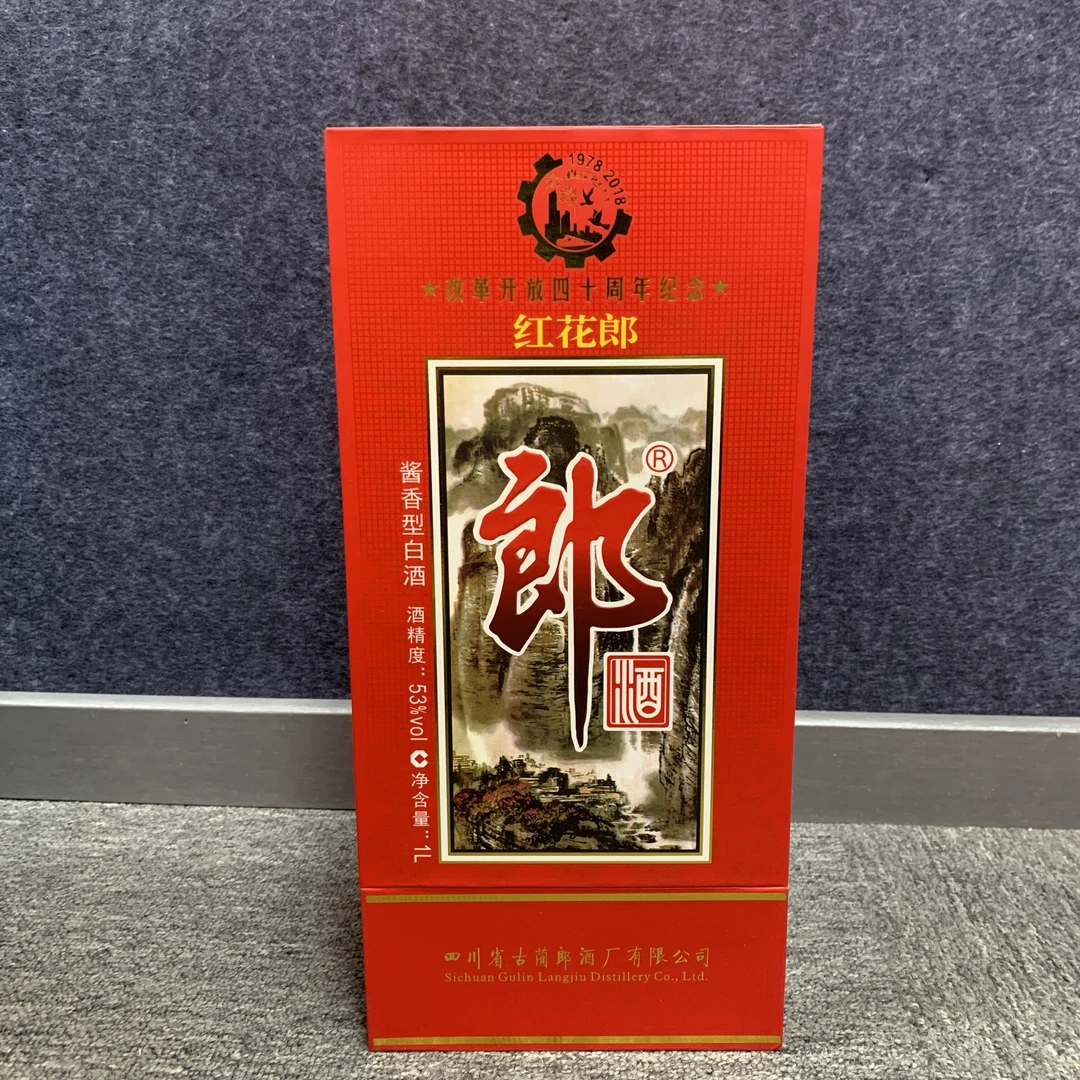 1978 2018
★改革开放四十周年纪念★
红花郎
郎®
酒
酱香型白酒 酒精度：53%vol 净含量：1L
四川省古蔺郎酒厂有限公司
Sichuan Gulin Langjiu Distillery Co., Ltd.